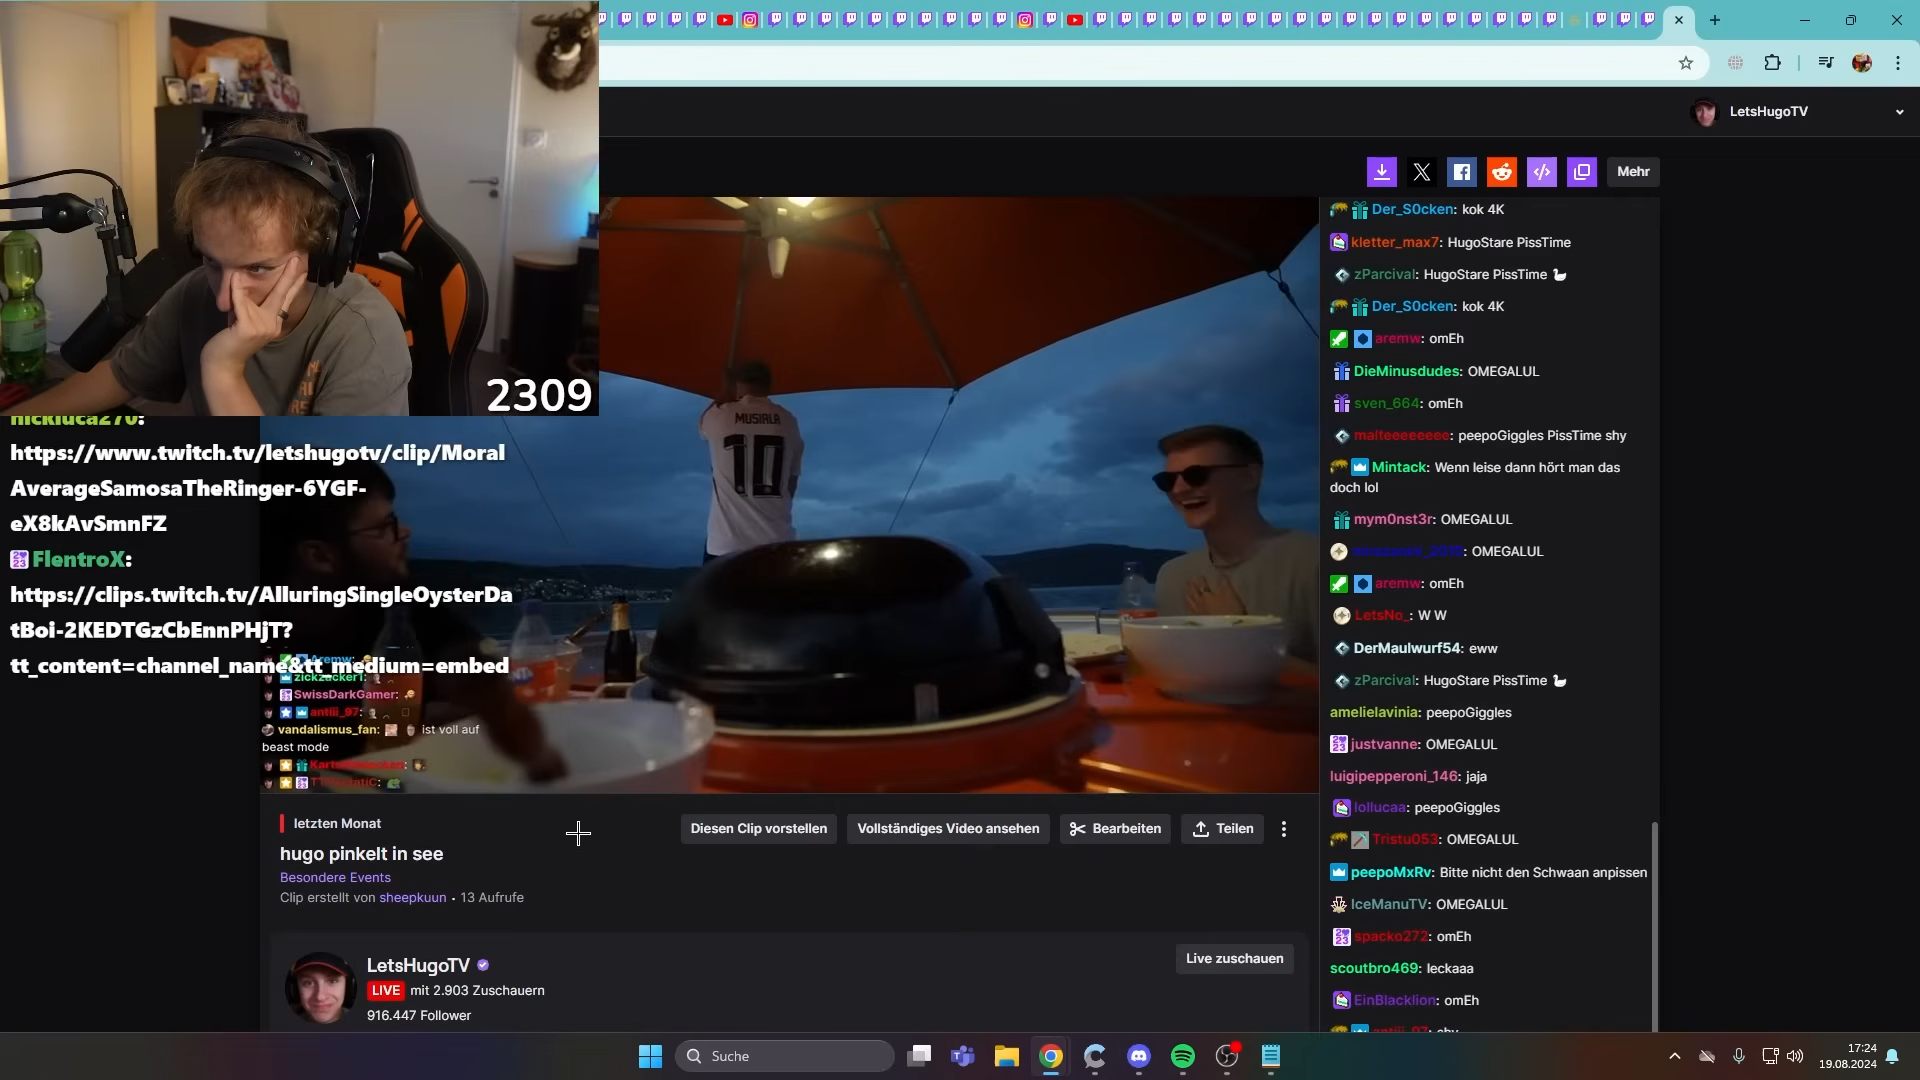 LetsHugoTV
Mehr
2309
nickluca270:
https://www.twitch.tv/letshugotv/clip/Moral
AverageSamosaTheRinger-6YGF-
eX8kAvSmnFZ
FlentroX:
https://clips.twitch.tv/AlluringSingleOysterDa
tBoi-2KEDTGzCbEnnPHjT?
tt_content=channel_name&tt_medium=embed
MUSIALA
10
Aremw:
zickzacker1:
SwissDarkGamer:
antiii_97:
vandalismus_fan: ist voll auf
beast mode
Der_S0cken: kok 4K
kletter_max7: HugoStare PissTime
zParcival: HugoStare PissTime
Der_S0cken: kok 4K
aremw: omEh
DieMinusdudes: OMEGALUL
sven_664: omEh
malteeeeeeee: peepoGiggles PissTime shy
Mintack: Wenn leise dann hört man das
doch lol
mym0nst3r: OMEGALUL
OMEGALUL
aremw: omEh
LetsNo_: W W
DerMaulwurf54: eww
zParcival: HugoStare PissTime
amelielavinia: peepoGiggles
justvanne: OMEGALUL
luigipepperoni_146: jaja
lollucaa: peepoGiggles
Tristu053: OMEGALUL
peepoMxRv: Bitte nicht den Schwaan anpissen
IceManuTV: OMEGALUL
spacko272: omEh
scoutbro469: leckaaa
EinBlacklion: omEh
antiii_97: shy
letzten Monat
Diesen Clip vorstellen
Vollständiges Video ansehen
Bearbeiten
Teilen
hugo pinkelt in see
Besondere Events
Clip erstellt von sheepkuun • 13 Aufrufe
LetsHugoTV
LIVE mit 2.903 Zuschauern
916.447 Follower
Live zuschauen
Suche
17:24
19.08.2024